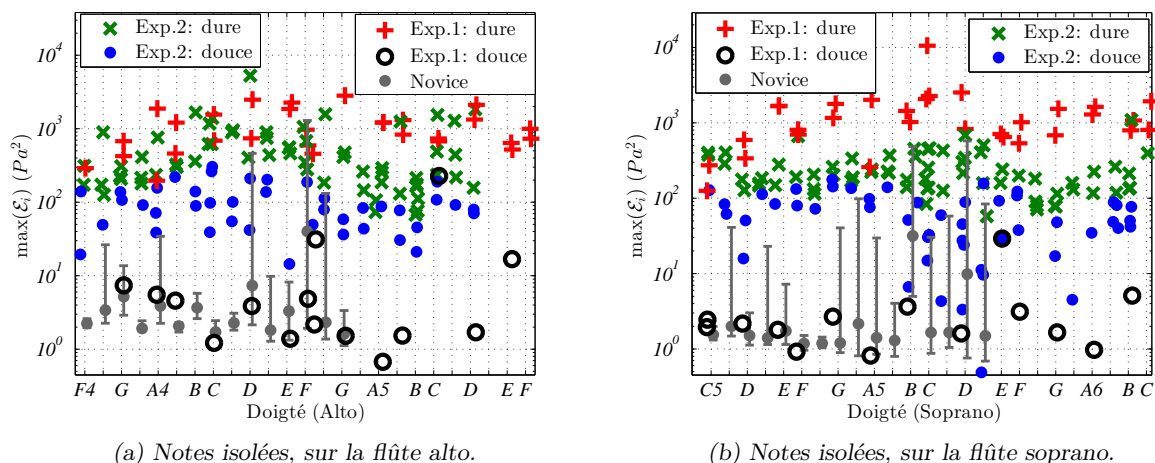 Exp.2: dure
Exp.2: douce
Exp.1: dure
Exp.1: douce
Novice
max(ℰᵢ) (Pa²)
10⁴
10³
10²
10¹
10⁰
F4 G A4 B C D E F G A5 B C D E F
Doigté (Alto)
(a) Notes isolées, sur la flûte alto.
Exp.1: dure
Exp.1: douce
Novice
Exp.2: dure
Exp.2: douce
max(ℰᵢ) (Pa²)
10⁴
10³
10²
10¹
10⁰
C5 D E F G A5 B C D E F G A6 B C
Doigté (Soprano)
(b) Notes isolées, sur la flûte soprano.